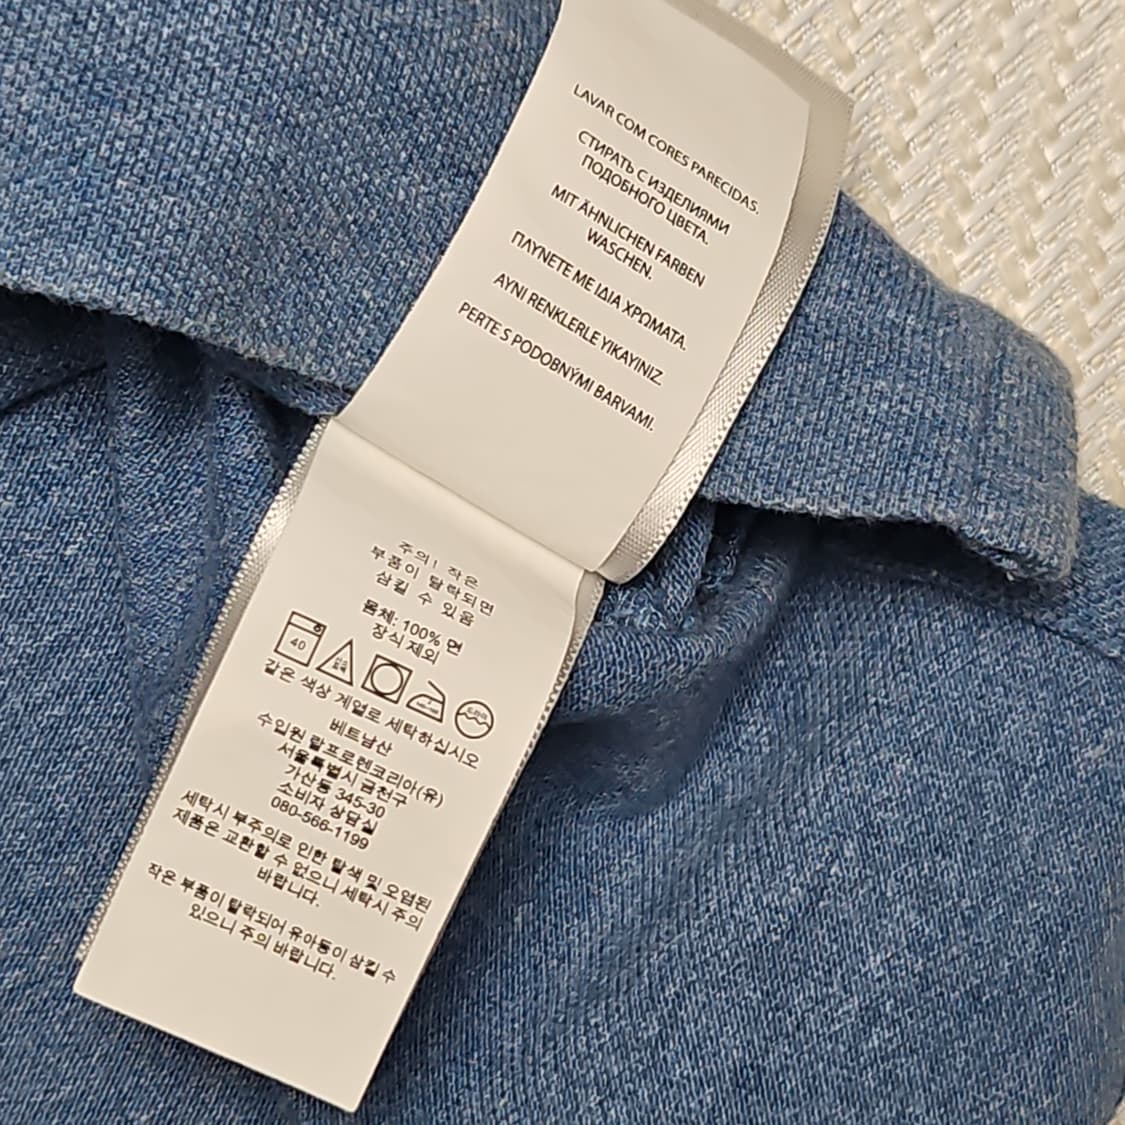 LAVAR COM CORES PARECIDAS.
СТИРАТЬ С ИЗДЕЛИЯМИ
ПОДОБНОГО ЦВЕТА.
MIT ÄHNLICHEN FARBEN
WASCHEN.
ΠΛΥΝΕΤΕ ΜΕ ΙΔΙΑ ΧΡΩΜΑΤΑ.
AYNI RENKLERLE YIKAYINIZ.
PERTE S PODOBNÝMI BARVAMI.
주의! 작은
부품이 탈락되면
삼킬 수 있음
몸체: 100% 면
장식 제외
40
같은 색상 계열로 세탁하십시오
베트남산
수입원 랄프로렌코리아(유)
서울특별시 금천구
가산동 345-30
소비자 상담실
080-566-1199
세탁시 부주의로 인한 탈색 및 오염된
제품은 교환할 수 없으니 세탁시 주의
바랍니다.
작은 부품이 탈락되어 유아동이 삼킬 수
있으니 주의 바랍니다.